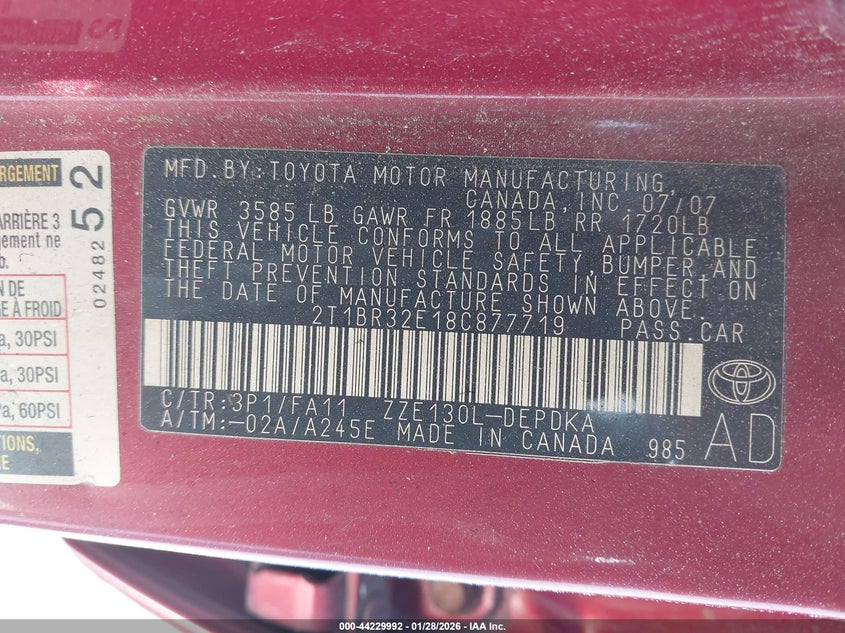 RGEMENT
ARRIÈRE 3
gement ne
b.
N DE
E À FROID
a, 30PSI
a, 30PSI
Pa, 60PSI
TIONS,
E
02482
52
MFD.BY:TOYOTA MOTOR MANUFACTURING,
CANADA,INC. 07/07
GVWR 3585LB GAWR FR 1885LB RR 1720LB
THIS VEHICLE CONFORMS TO ALL APPLICABLE
FEDERAL MOTOR VEHICLE SAFETY,BUMPER,AND
THEFT PREVENTION STANDARDS IN EFFECT ON
THE DATE OF MANUFACTURE SHOWN ABOVE.
2T1BR32E18C877719 PASS.CAR
C/TR:3P1/FA11 ZZE130L-DEPDKA
A/TM:-02A/A245E MADE IN CANADA 985
AD
000-44229992 - 01/28/2026 - IAA Inc.